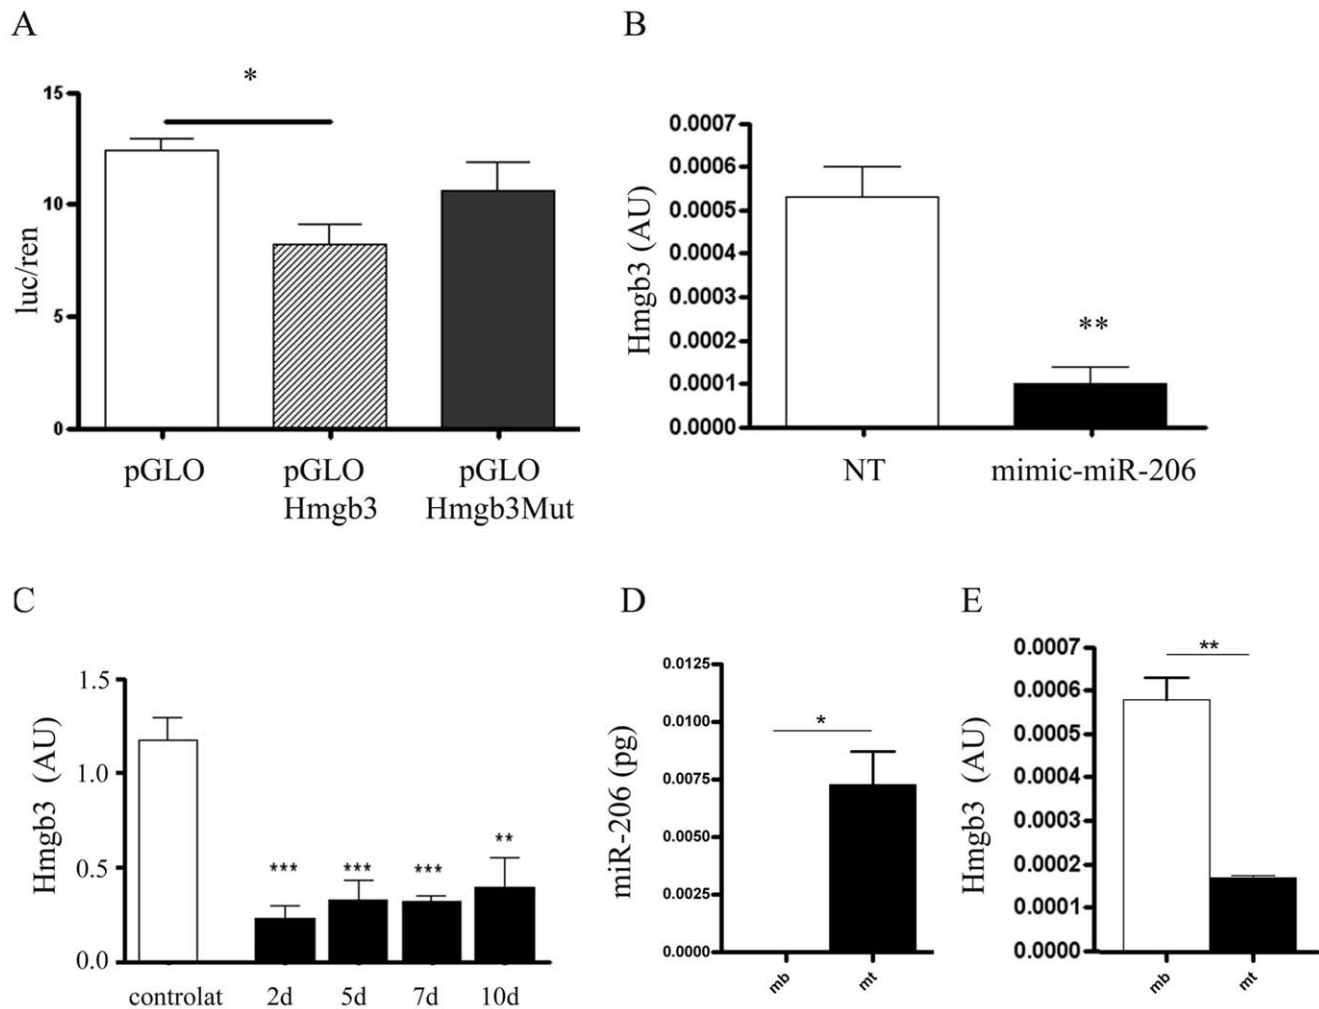 A
*
15
10
5
0
luc/ren
pGLO
pGLO
Hmgb3
pGLO
Hmgb3Mut
B
0.0007
0.0006
0.0005
0.0004
0.0003
0.0002
0.0001
0.0000
Hmgb3 (AU)
**
NT
mimic-miR-206
C
1.5
1.0
0.5
0.0
Hmgb3 (AU)
***
***
***
**
controlat
2d
5d
7d
10d
D
0.0125
0.0100
0.0075
0.0050
0.0025
0.0000
miR-206 (pg)
*
mb
mt
E
0.0007
0.0006
0.0005
0.0004
0.0003
0.0002
0.0001
0.0000
Hmgb3 (AU)
**
mb
mt